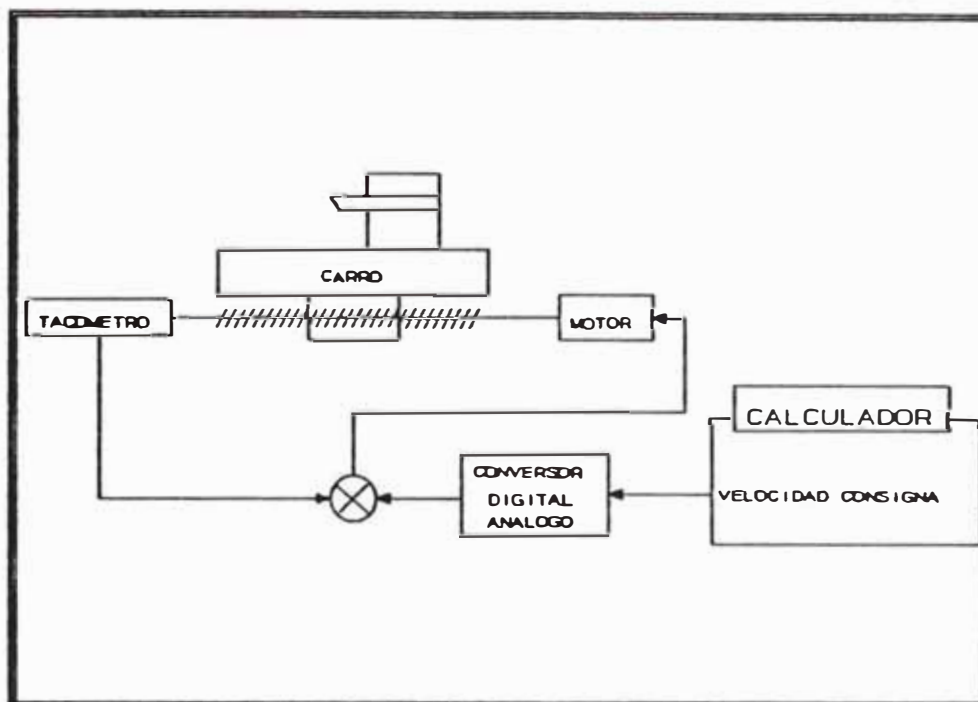 CARRO
TACOMETRO
MOTOR
CALCULADOR
CONVERSOR
DIGITAL
ANALOGO
VELOCIDAD CONSIGNA